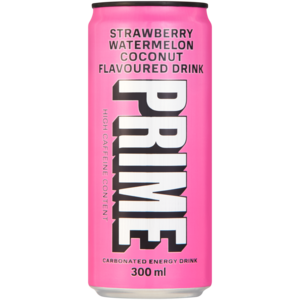 STRAWBERRY
WATERMELON
COCONUT
FLAVOURED DRINK
PRIME
HIGH CAFFEINE CONTENT
CARBONATED ENERGY DRINK
300 ml